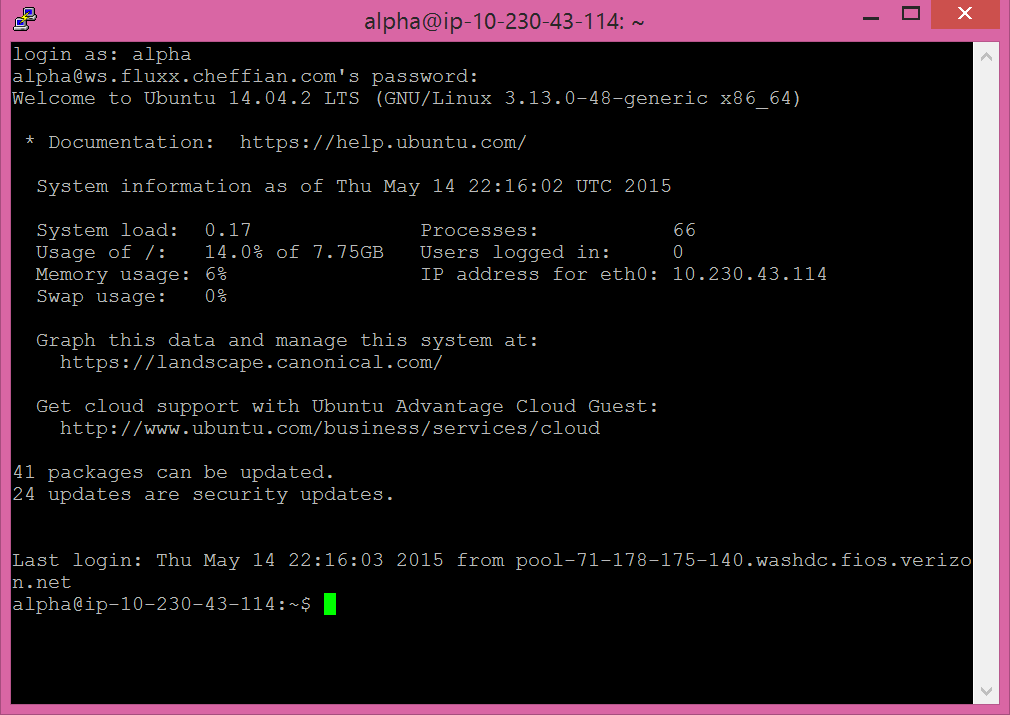 alpha@ip-10-230-43-114: ~
login as: alpha
alpha@ws.fluxx.cheffian.com's password:
Welcome to Ubuntu 14.04.2 LTS (GNU/Linux 3.13.0-48-generic x86_64)
* Documentation:  https://help.ubuntu.com/
System information as of Thu May 14 22:16:02 UTC 2015
System load:  0.17              Processes:           66
Usage of /:   14.0% of 7.75GB   Users logged in:     0
Memory usage: 6%                IP address for eth0: 10.230.43.114
Swap usage:   0%
Graph this data and manage this system at:
https://landscape.canonical.com/
Get cloud support with Ubuntu Advantage Cloud Guest:
http://www.ubuntu.com/business/services/cloud
41 packages can be updated.
24 updates are security updates.
Last login: Thu May 14 22:16:03 2015 from pool-71-178-175-140.washdc.fios.verizo
n.net
alpha@ip-10-230-43-114:~$